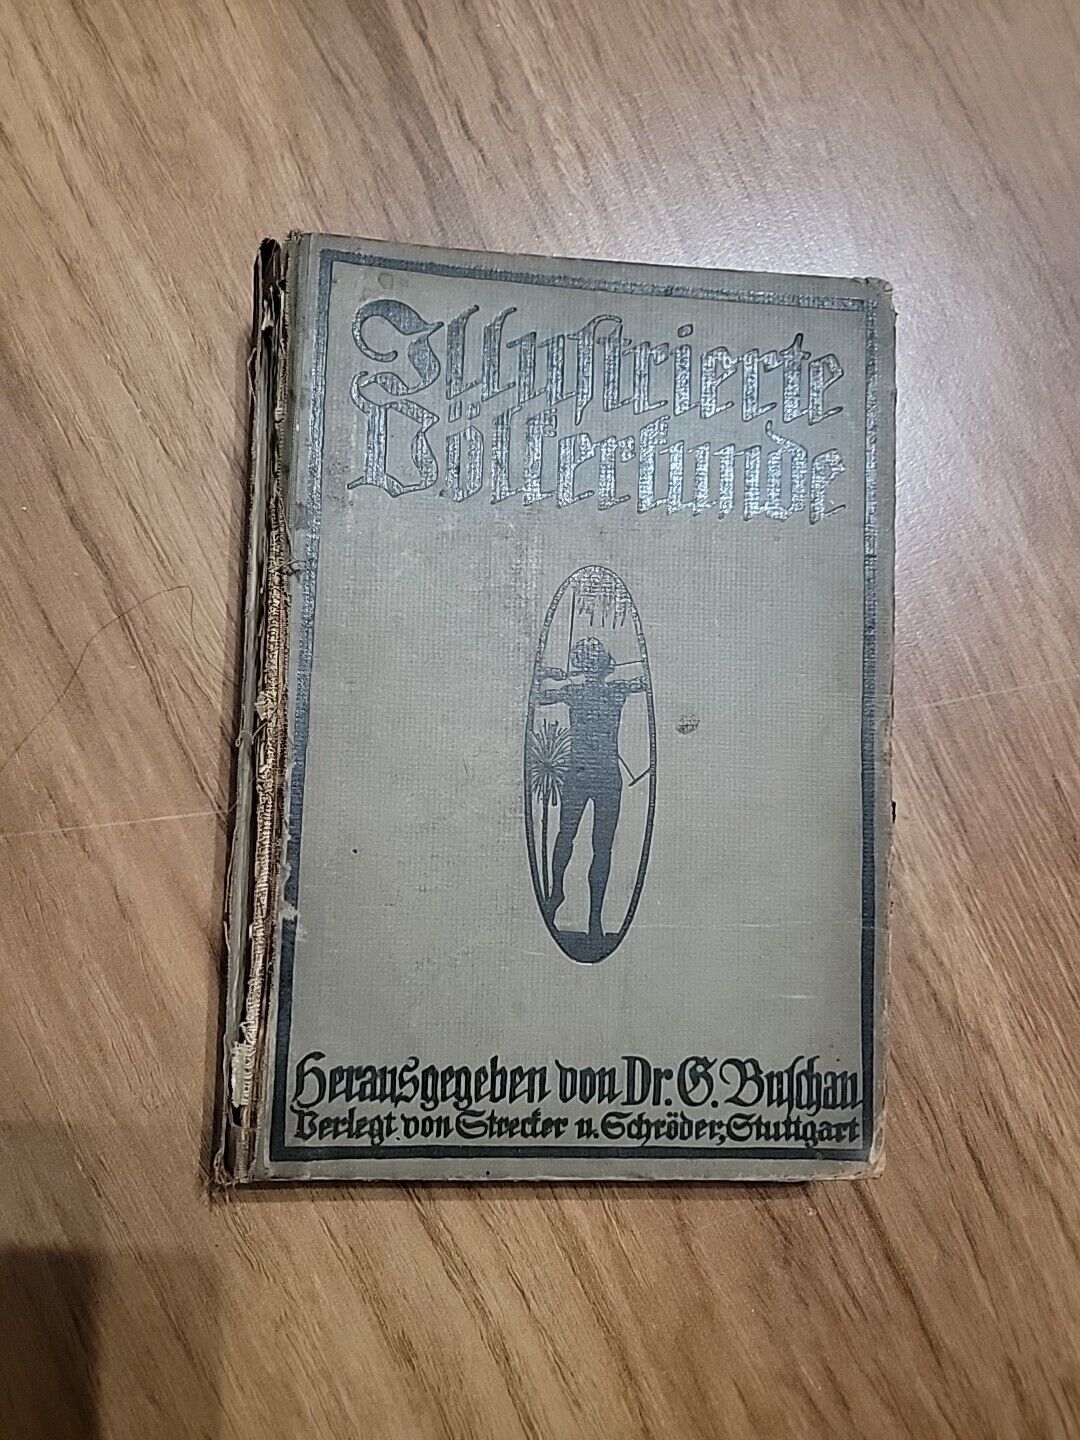 Illustrierte
Völkerkunde
Herausgegeben von Dr. G. Buschan
Verlegt von Strecker u. Schröder, Stuttgart